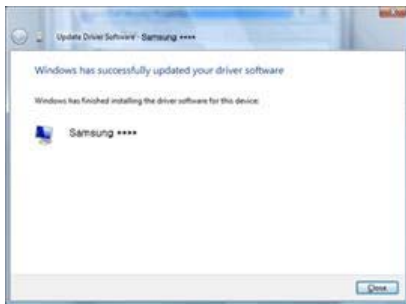 Update Driver Software - Samsung ****
Windows has successfully updated your driver software
Windows has finished installing the driver software for this device:
Samsung ****
Close